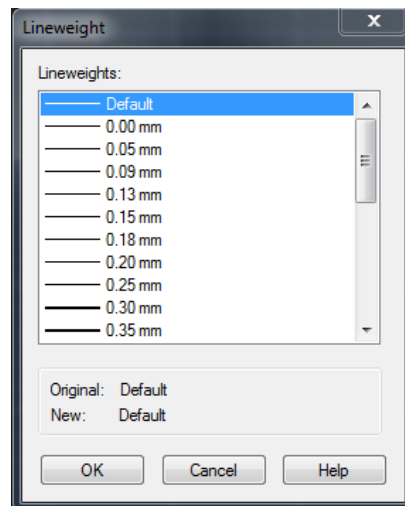 Lineweight
X
Lineweights:
Default
0.00 mm
0.05 mm
0.09 mm
0.13 mm
0.15 mm
0.18 mm
0.20 mm
0.25 mm
0.30 mm
0.35 mm
Original: Default
New: Default
OK Cancel Help